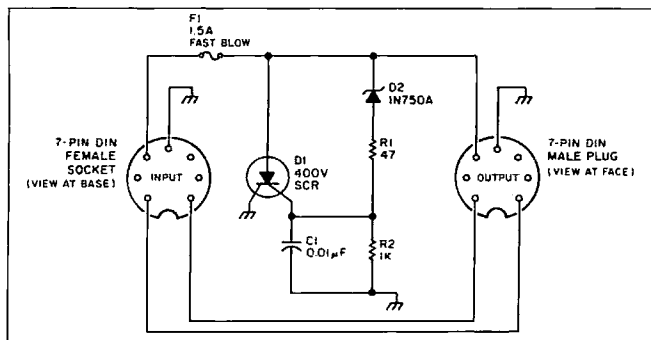 F1
1.5A
FAST BLOW
D2
1N750A
7-PIN DIN
FEMALE
SOCKET
(VIEW AT BASE)
INPUT
D1
400V
SCR
R1
47
C1
0.01µF
R2
1K
7-PIN DIN
MALE PLUG
(VIEW AT FACE)
OUTPUT